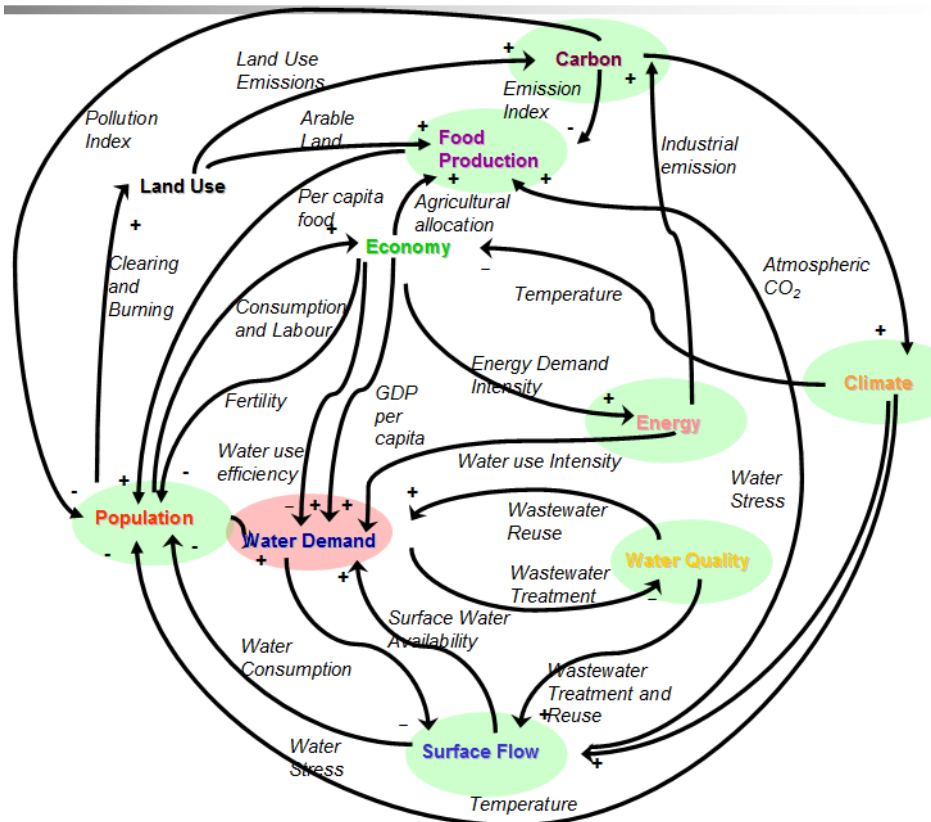 Carbon
Land Use
Emissions
Emission
Index
Pollution
Index
Arable
Land
Food
Production
Industrial
emission
Land Use
Per capita
food
Agricultural
allocation
Economy
Atmospheric
CO2
Clearing
and
Burning
Temperature
Consumption
and Labour
Climate
Energy Demand
Intensity
Fertility
GDP
per
capita
Energy
Water use
efficiency
Water use Intensity
Water
Stress
Population
Wastewater
Reuse
Water Demand
Water Quality
Wastewater
Treatment
Surface Water
Availability
Water
Consumption
Wastewater
Treatment and
Reuse
Surface Flow
Water
Stress
Temperature
+
+
-
+
+
+
+
+
+
−
+
+
-
-
+
−
+
+
+
-
-
+
+
−
−
+
+